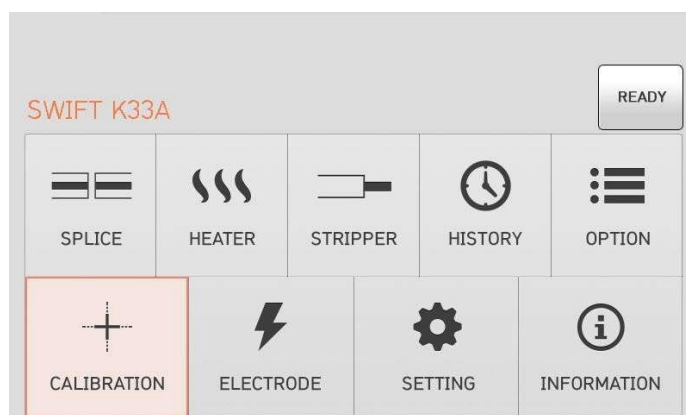 READY
SWIFT K33A
SPLICE HEATER STRIPPER HISTORY OPTION
CALIBRATION ELECTRODE SETTING INFORMATION